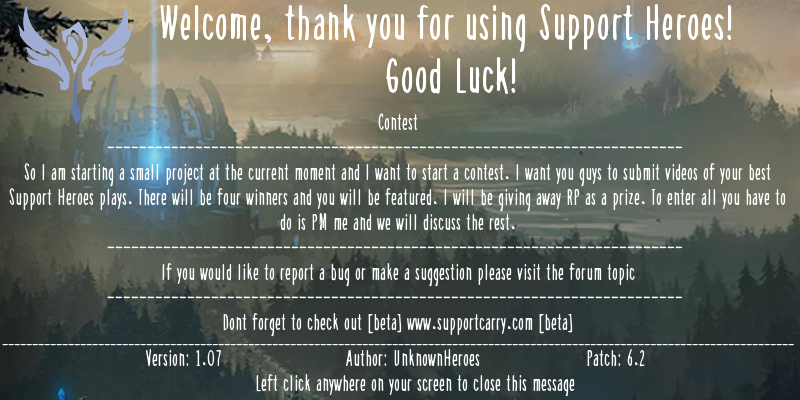 Welcome, thank you for using Support Heroes!
Good Luck!
Contest
So I am starting a small project at the current moment and I want to start a contest. I want you guys to submit videos of your best
Support Heroes plays. There will be four winners and you will be featured. I will be giving away RP as a prize. To enter all you have to
do is PM me and we will discuss the rest.
If you would like to report a bug or make a suggestion please visit the forum topic
Dont forget to check out [beta] www.supportcarry.com [beta]
Version: 1.07 Author: UnknownHeroes Patch: 6.2
Left click anywhere on your screen to close this message